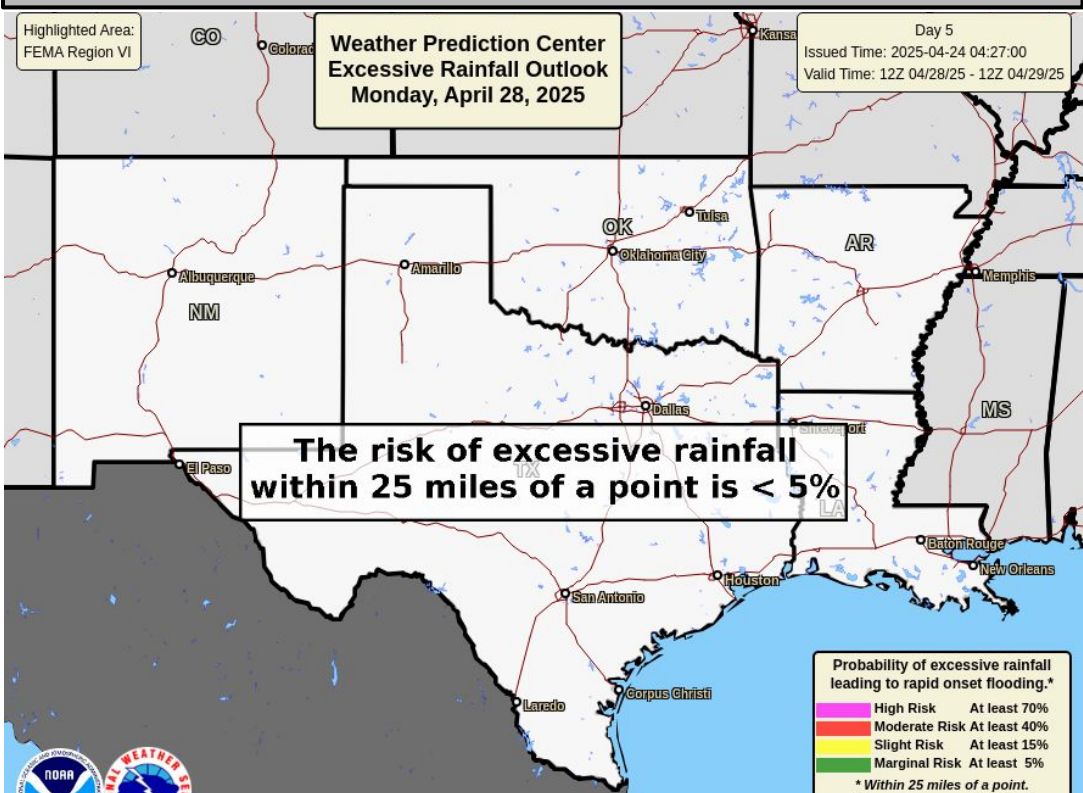 Highlighted Area:
FEMA Region VI
Weather Prediction Center
Excessive Rainfall Outlook
Monday, April 28, 2025
Day 5
Issued Time: 2025-04-24 04:27:00
Valid Time: 12Z 04/28/25 - 12Z 04/29/25
CO
Colorad
Kansa
Tulsa
OK
Oklahoma City
AR
Albuquerque
Amarillo
Memphis
NM
Dallas
MS
Shreveport
The risk of excessive rainfall
within 25 miles of a point is < 5%
El Paso
TX
LA
Baton Rouge
New Orleans
Houston
San Antonio
Laredo
Corpus Christi
Probability of excessive rainfall
leading to rapid onset flooding.*
High Risk At least 70%
Moderate Risk At least 40%
Slight Risk At least 15%
Marginal Risk At least 5%
* Within 25 miles of a point.
NOAA
NAL WEATHER SE